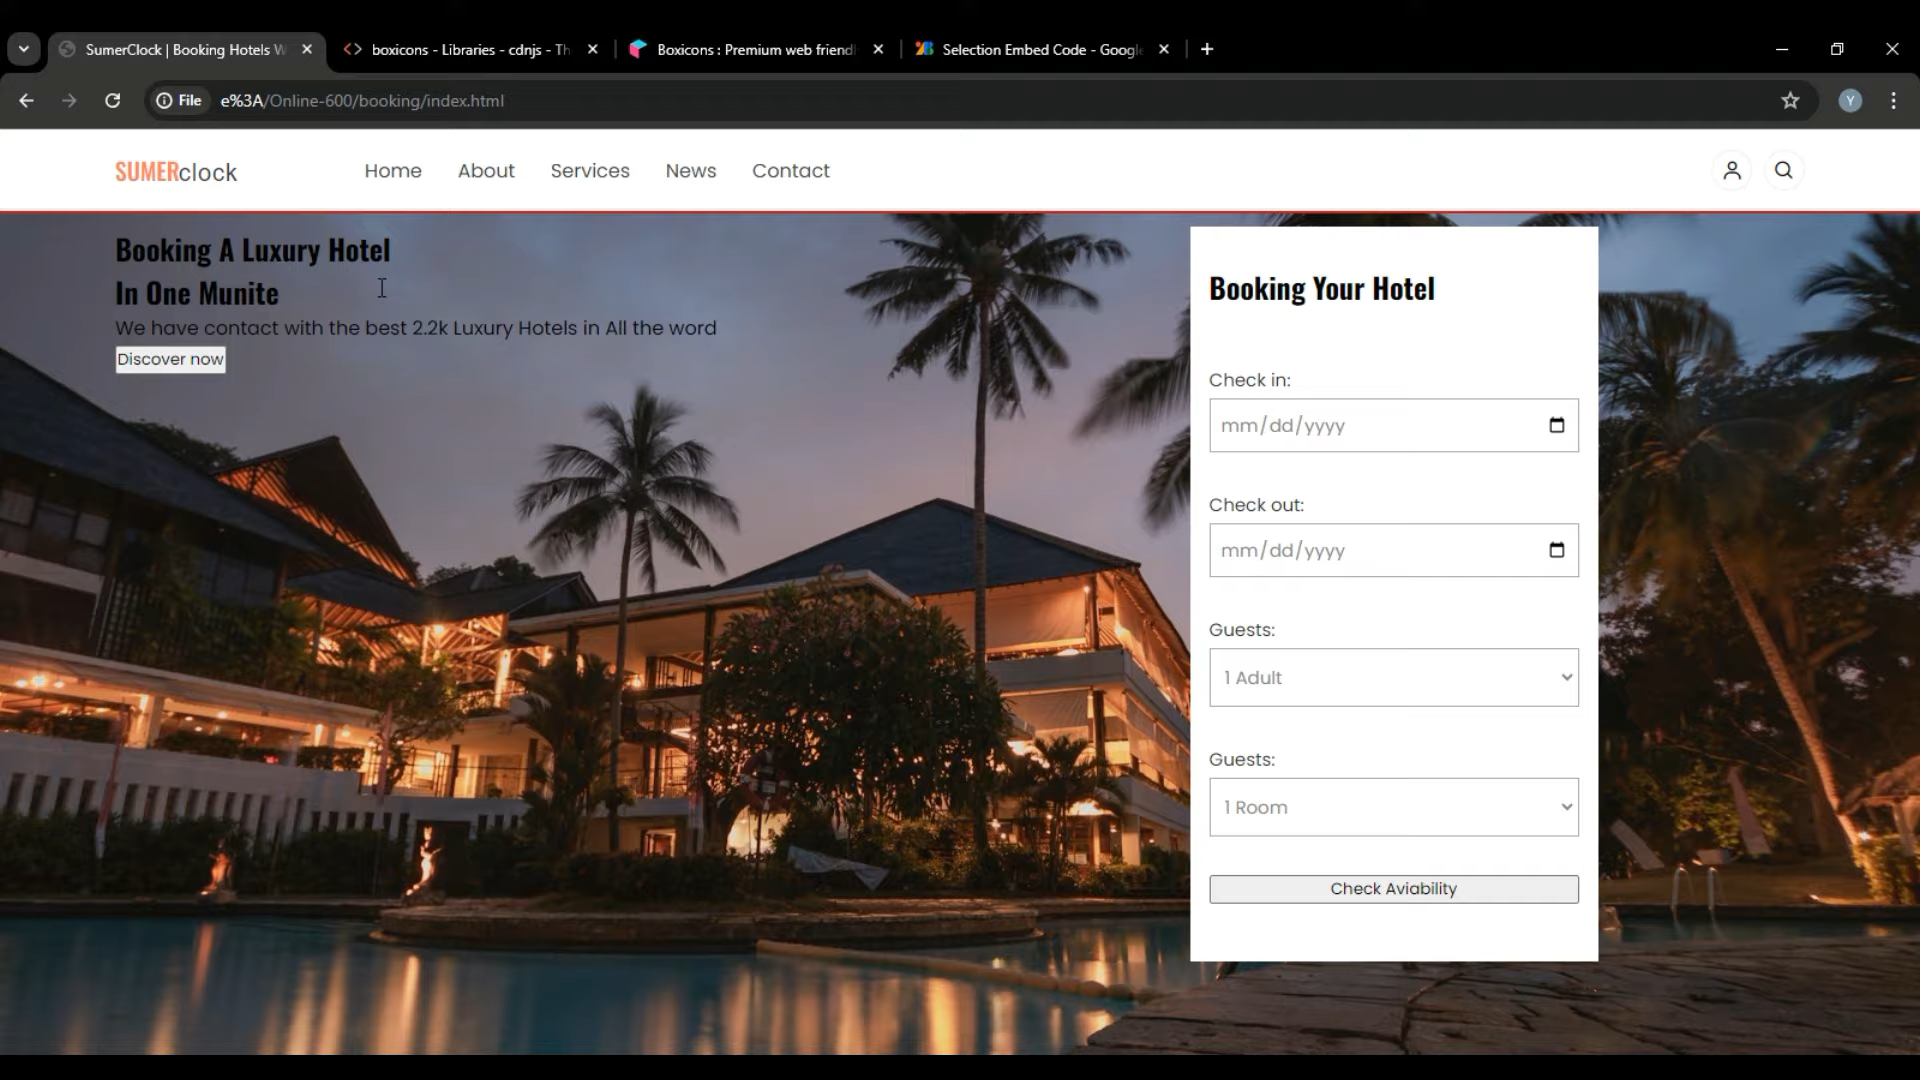 SumerClock | Booking Hotels W
boxicons - Libraries - cdnjs - Th
Boxicons : Premium web friendl
Selection Embed Code - Google
File
e%3A/Online-600/booking/index.html
Y
SUMERclock
Home
About
Services
News
Contact
Booking A Luxury Hotel
In One Munite
We have contact with the best 2.2k Luxury Hotels in All the word
Discover now
Booking Your Hotel
Check in:
mm/dd/yyyy
Check out:
mm/dd/yyyy
Guests:
1 Adult
Guests:
1 Room
Check Aviability